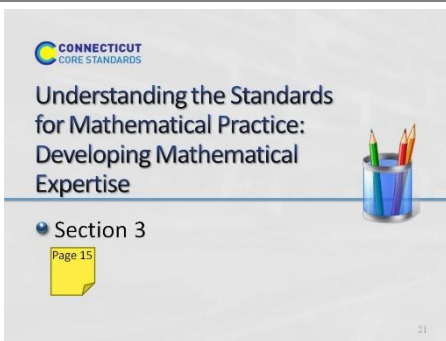 CONNECTICUT
CORE STANDARDS
Understanding the Standards
for Mathematical Practice:
Developing Mathematical
Expertise
Section 3
Page 15
21